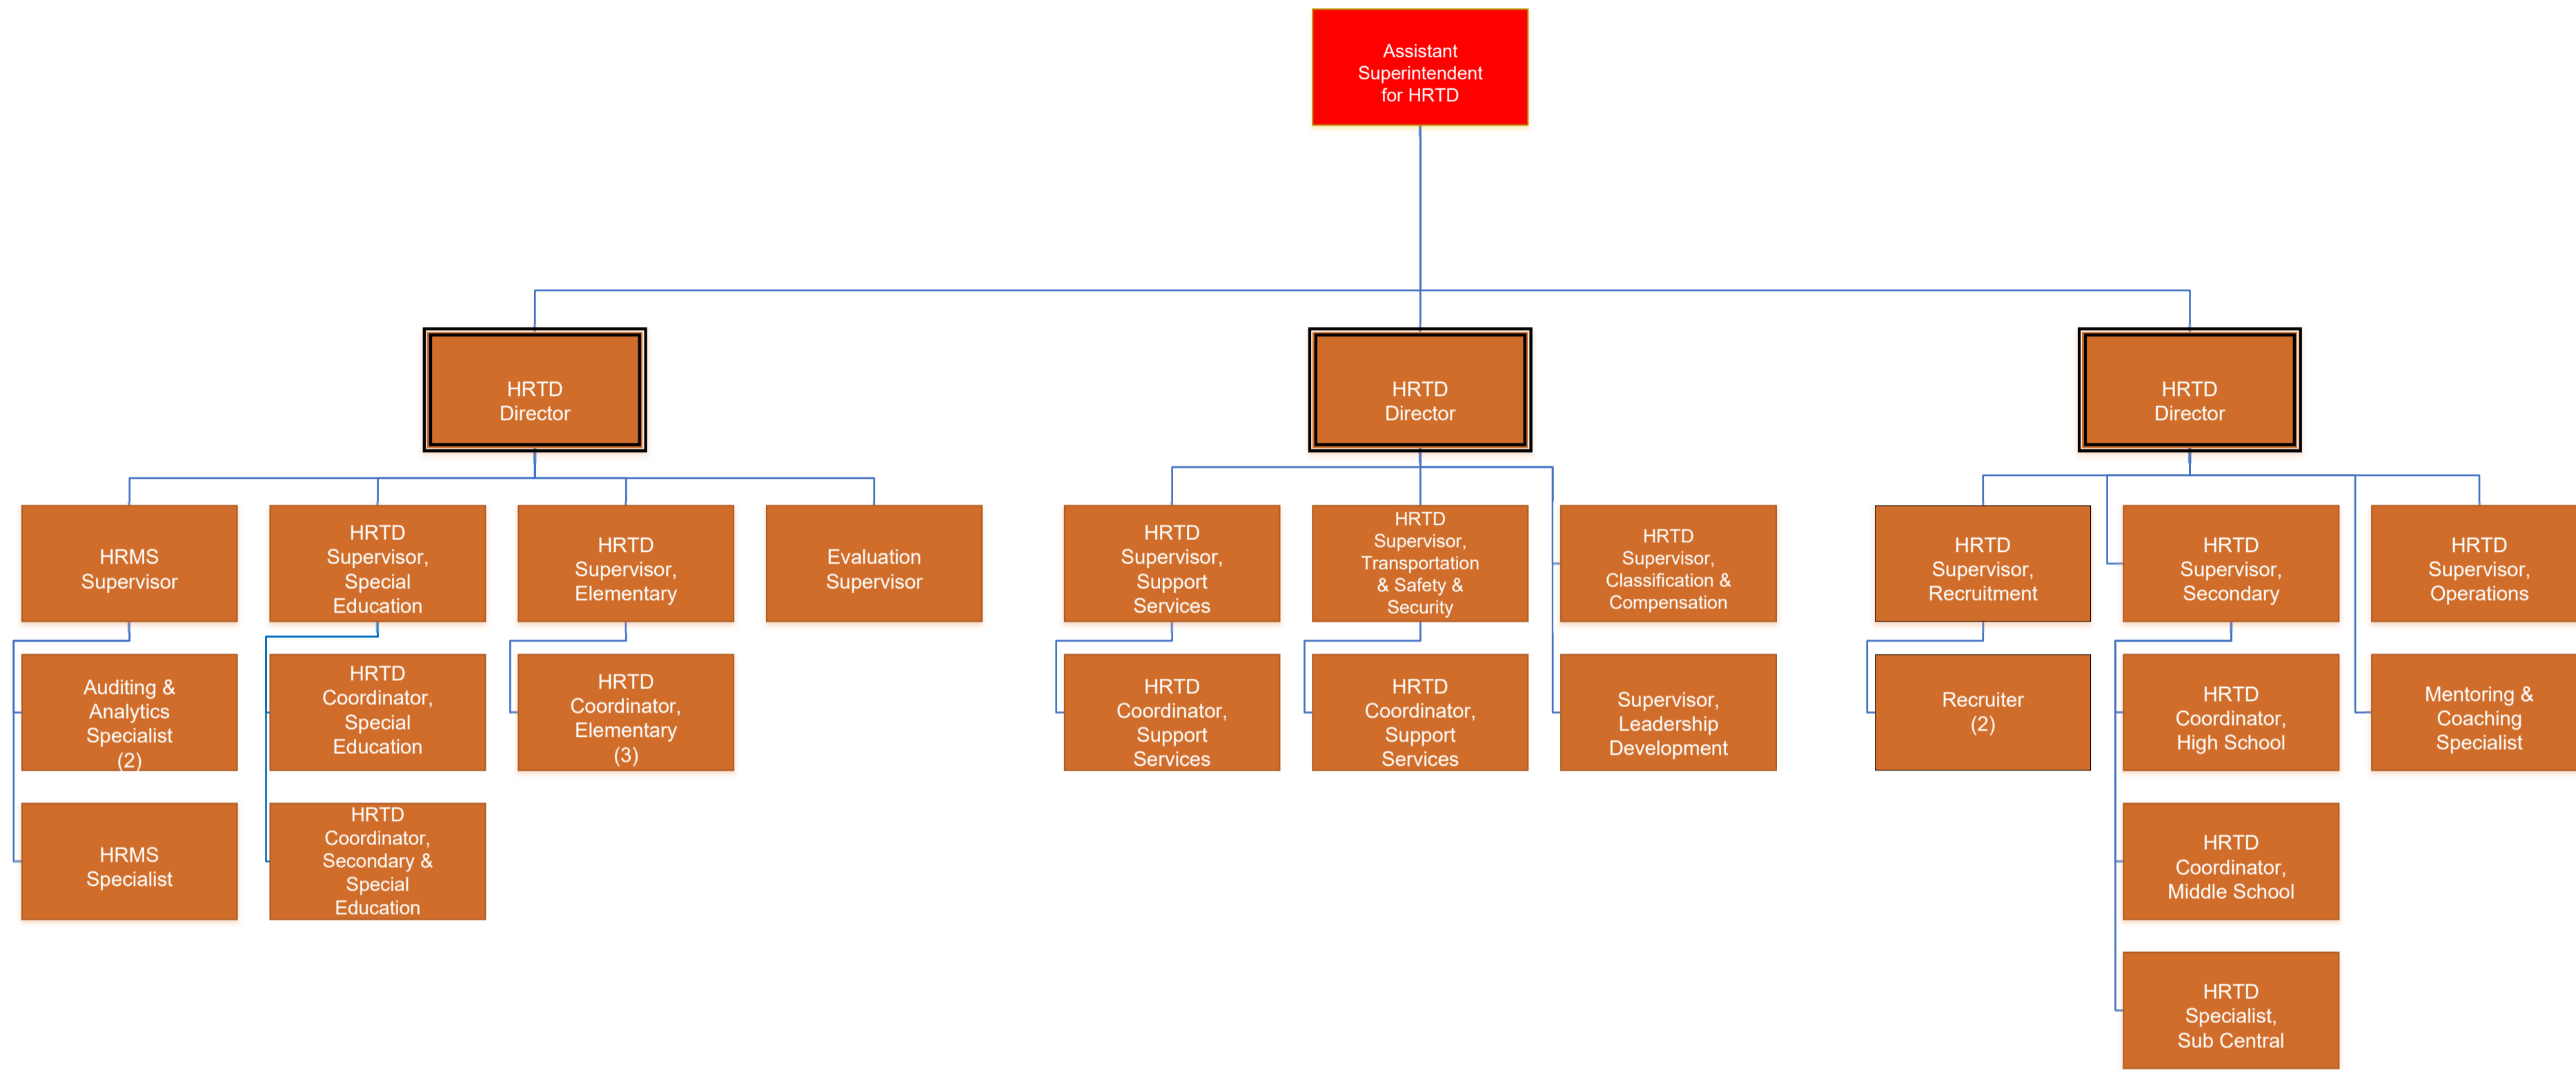 Assistant
Superintendent
for HRTD
HRTD
Director
HRTD
Director
HRTD
Director
HRMS
Supervisor
HRTD
Supervisor,
Special
Education
HRTD
Supervisor,
Elementary
Evaluation
Supervisor
HRTD
Supervisor,
Support
Services
HRTD
Supervisor,
Transportation
& Safety &
Security
HRTD
Supervisor,
Classification &
Compensation
HRTD
Supervisor,
Recruitment
HRTD
Supervisor,
Secondary
HRTD
Supervisor,
Operations
Auditing &
Analytics
Specialist
(2)
HRTD
Coordinator,
Special
Education
HRTD
Coordinator,
Elementary
(3)
HRTD
Coordinator,
Support
Services
HRTD
Coordinator,
Support
Services
Supervisor,
Leadership
Development
Recruiter
(2)
HRTD
Coordinator,
High School
Mentoring &
Coaching
Specialist
HRMS
Specialist
HRTD
Coordinator,
Secondary &
Special
Education
HRTD
Coordinator,
Middle School
HRTD
Specialist,
Sub Central